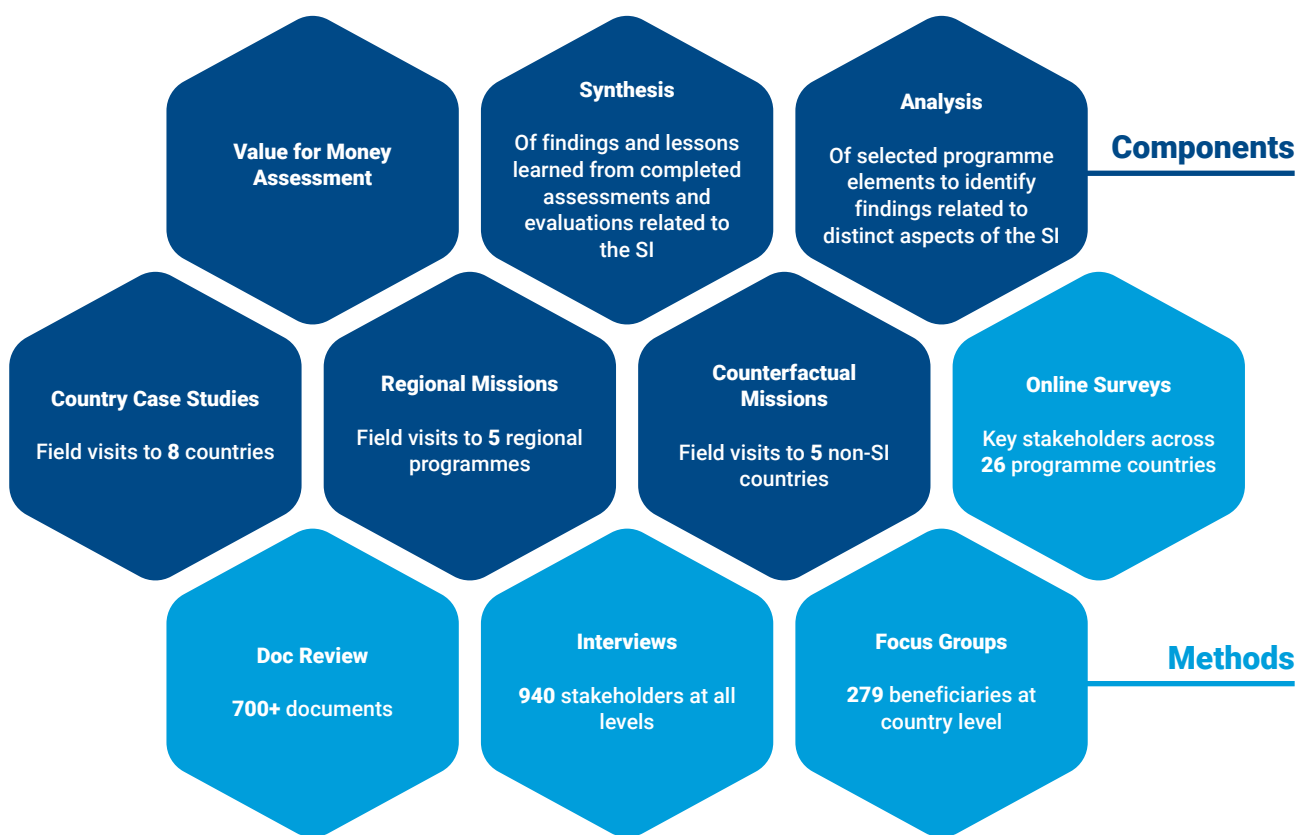 Value for Money
Assessment
Synthesis
Of findings and lessons
learned from completed
assessments and
evaluations related to
the SI
Analysis
Of selected programme
elements to identify
findings related to
distinct aspects of the SI
Components
Country Case Studies
Field visits to 8 countries
Regional Missions
Field visits to 5 regional
programmes
Counterfactual
Missions
Field visits to 5 non-SI
countries
Online Surveys
Key stakeholders across
26 programme countries
Doc Review
700+ documents
Interviews
940 stakeholders at all
levels
Focus Groups
279 beneficiaries at
country level
Methods